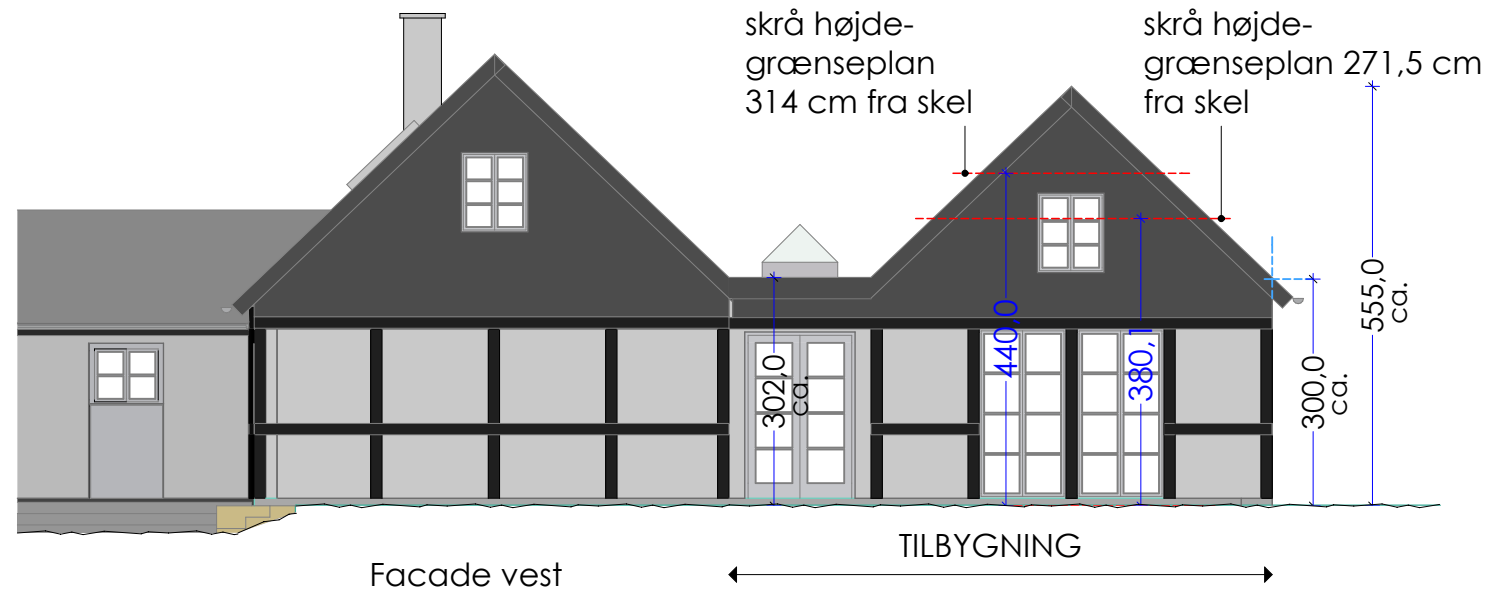 skrå højde-
grænseplan
314 cm fra skel
skrå højde-
grænseplan 271,5 cm
fra skel
440,0
380,1
302,0
ca.
300,0
ca.
555,0
ca.
TILBYGNING
Facade vest